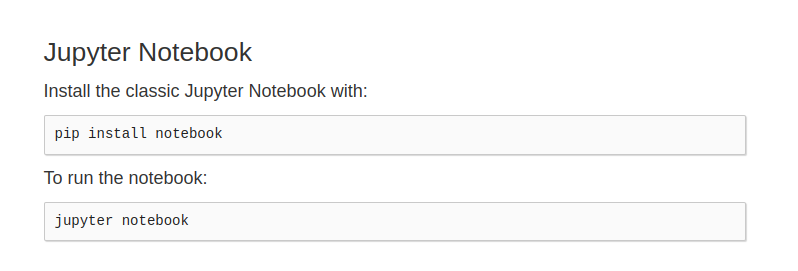 Jupyter Notebook
Install the classic Jupyter Notebook with:
pip install notebook
To run the notebook:
jupyter notebook